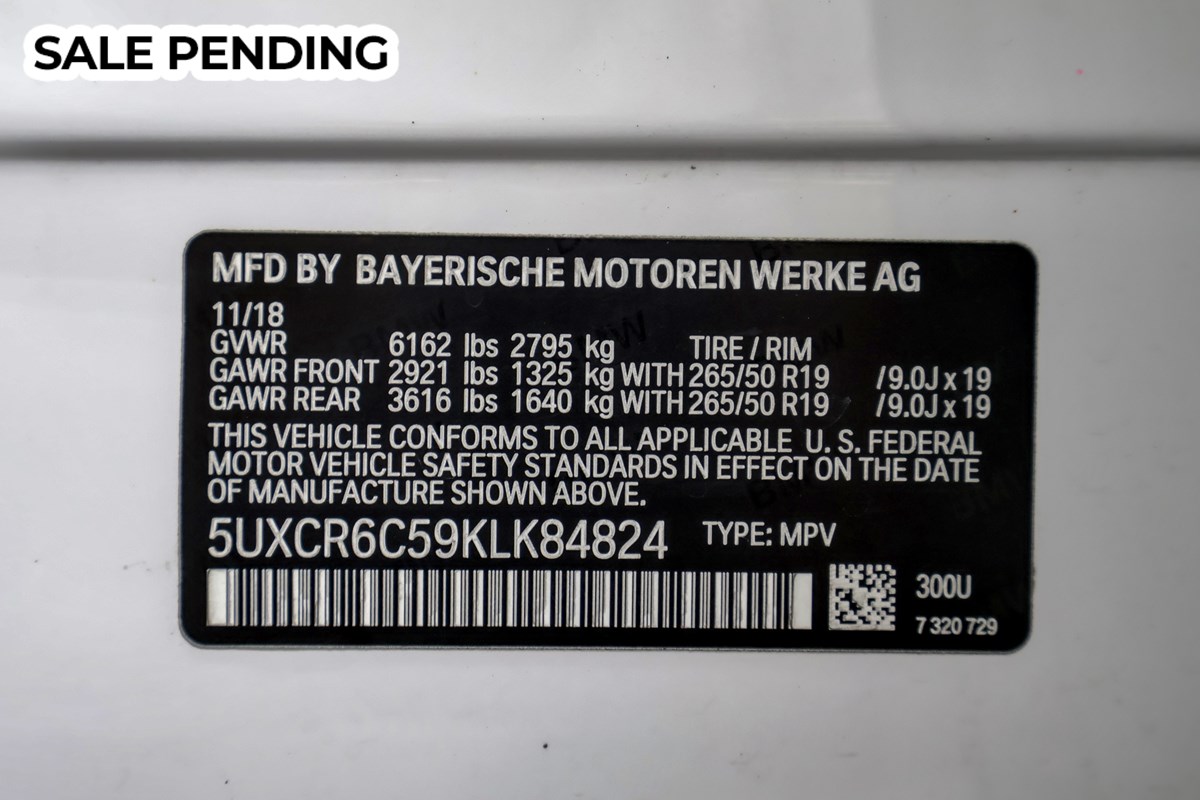 SALE PENDING
MFD BY BAYERISCHE MOTOREN WERKE AG
11/18
GVWR 6162 lbs 2795 kg TIRE / RIM
GAWR FRONT 2921 lbs 1325 kg WITH 265/50 R19 /9.0J x 19
GAWR REAR 3616 lbs 1640 kg WITH 265/50 R19 /9.0J x 19
THIS VEHICLE CONFORMS TO ALL APPLICABLE U. S. FEDERAL
MOTOR VEHICLE SAFETY STANDARDS IN EFFECT ON THE DATE
OF MANUFACTURE SHOWN ABOVE.
5UXCR6C59KLK84824 TYPE: MPV
300U
7 320 729